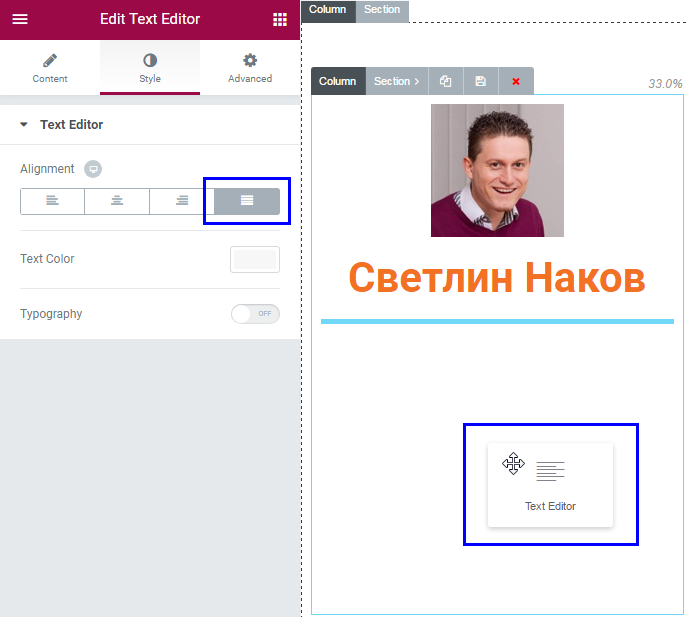 Edit Text Editor
Content
Style
Advanced
Text Editor
Alignment
Text Color
Typography
OFF
Column
Section
Column
Section
33.0%
Светлин Наков
Text Editor